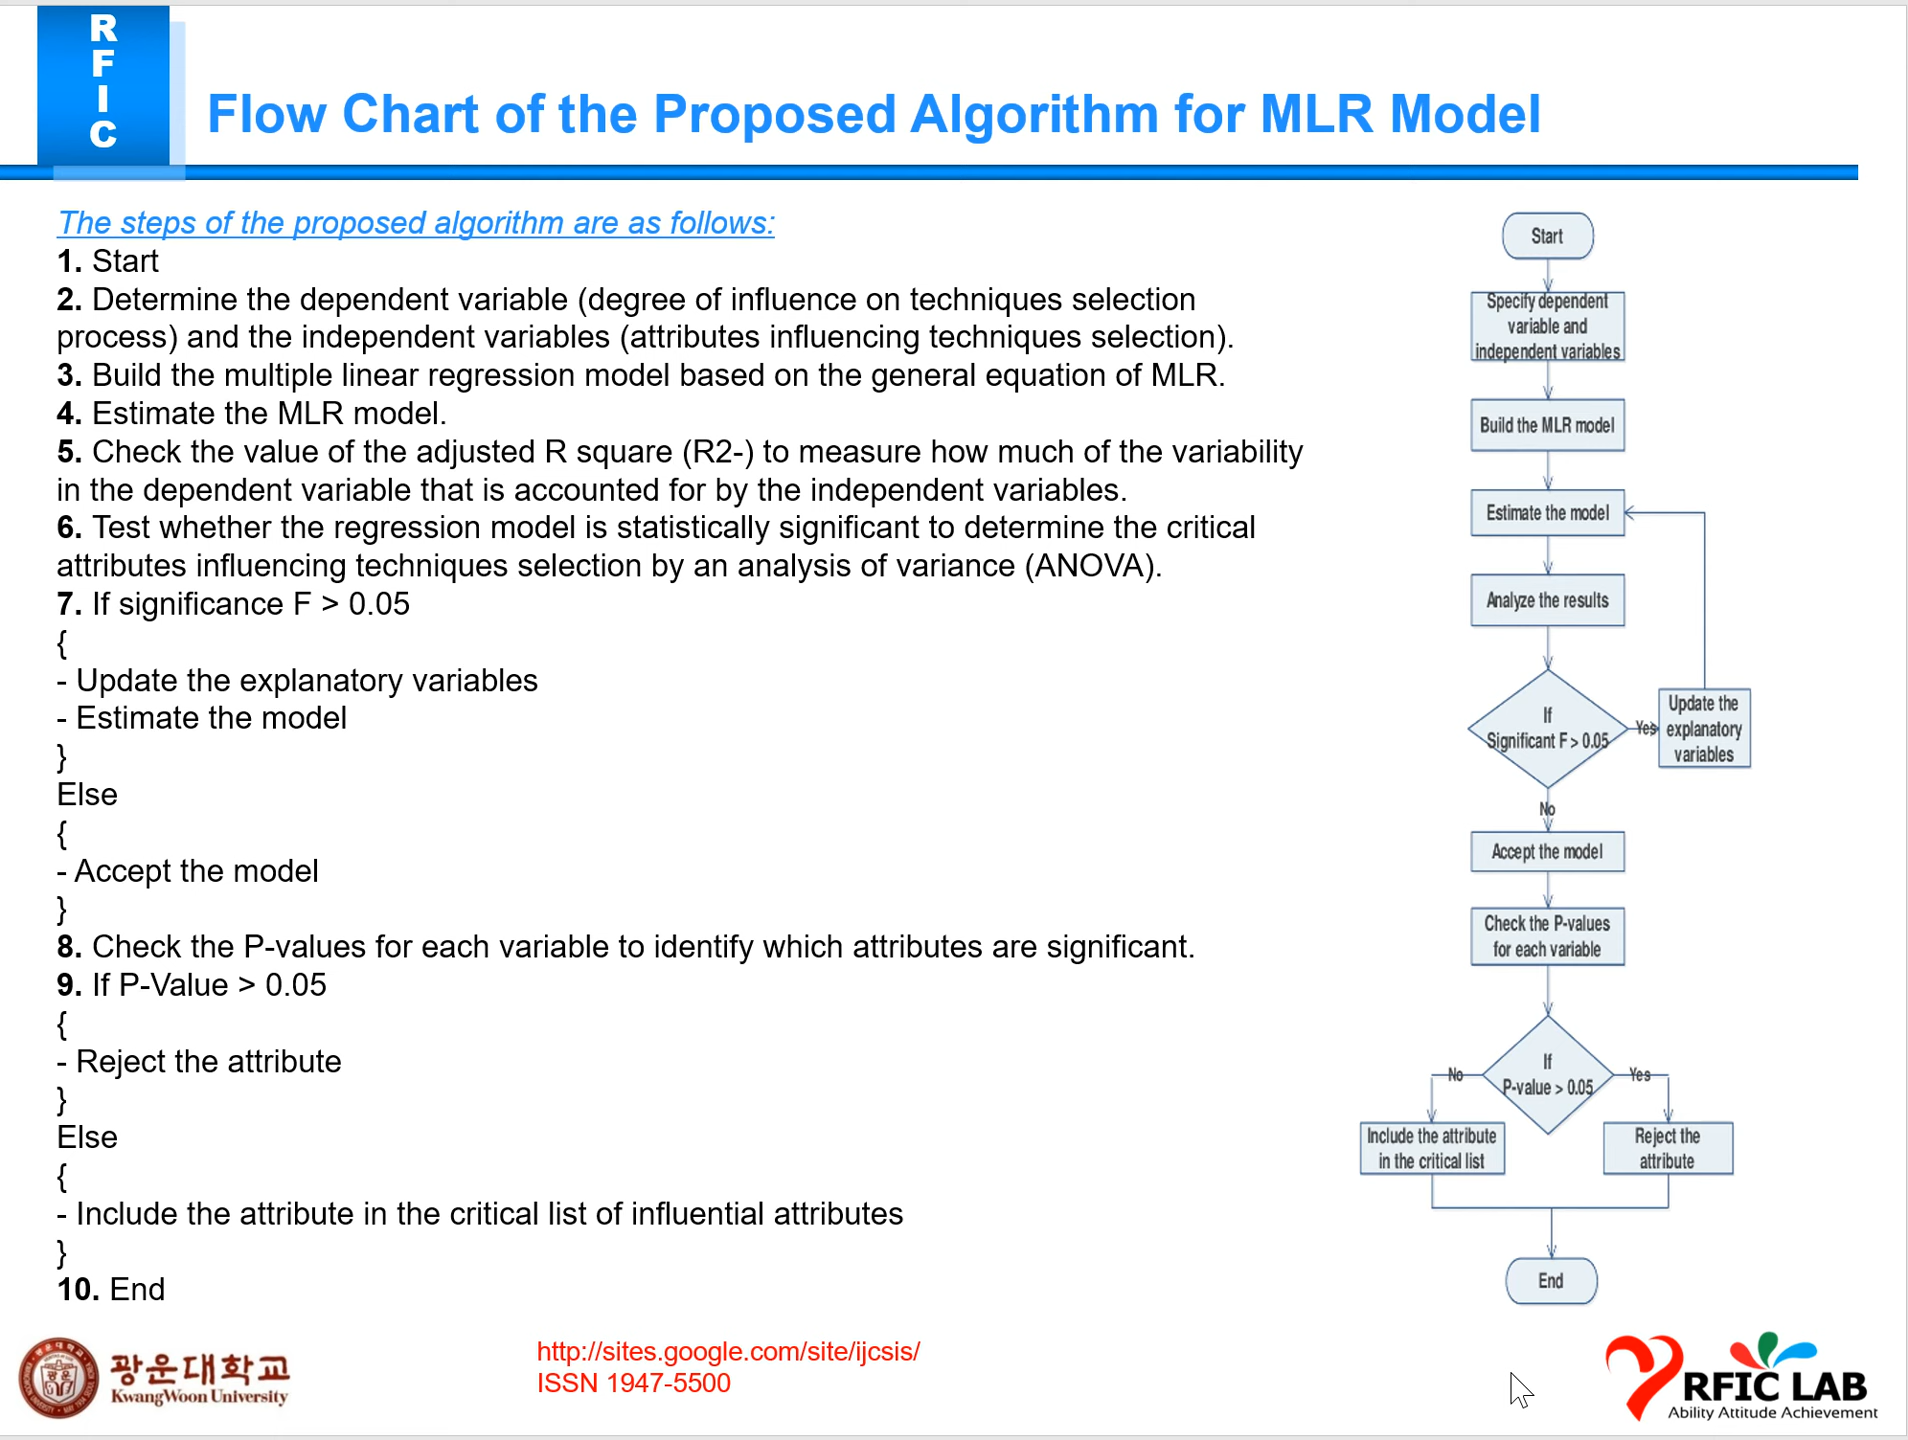 R
F
I
C
Flow Chart of the Proposed Algorithm for MLR Model
The steps of the proposed algorithm are as follows:
1. Start
2. Determine the dependent variable (degree of influence on techniques selection
process) and the independent variables (attributes influencing techniques selection).
3. Build the multiple linear regression model based on the general equation of MLR.
4. Estimate the MLR model.
5. Check the value of the adjusted R square (R2-) to measure how much of the variability
in the dependent variable that is accounted for by the independent variables.
6. Test whether the regression model is statistically significant to determine the critical
attributes influencing techniques selection by an analysis of variance (ANOVA).
7. If significance F > 0.05
{
- Update the explanatory variables
- Estimate the model
}
Else
{
- Accept the model
}
8. Check the P-values for each variable to identify which attributes are significant.
9. If P-Value > 0.05
{
- Reject the attribute
}
Else
{
- Include the attribute in the critical list of influential attributes
}
10. End
Start
Specify dependent
variable and
independent variables
Build the MLR model
Estimate the model
Analyze the results
If
Significant F > 0.05
Yes
Update the
explanatory
variables
No
Accept the model
Check the P-values
for each variable
If
P-value > 0.05
No
Yes
Include the attribute
in the critical list
Reject the
attribute
End
광운대학교
KwangWoon University
http://sites.google.com/site/ijcsis/
ISSN 1947-5500
RFIC LAB
Ability Attitude Achievement